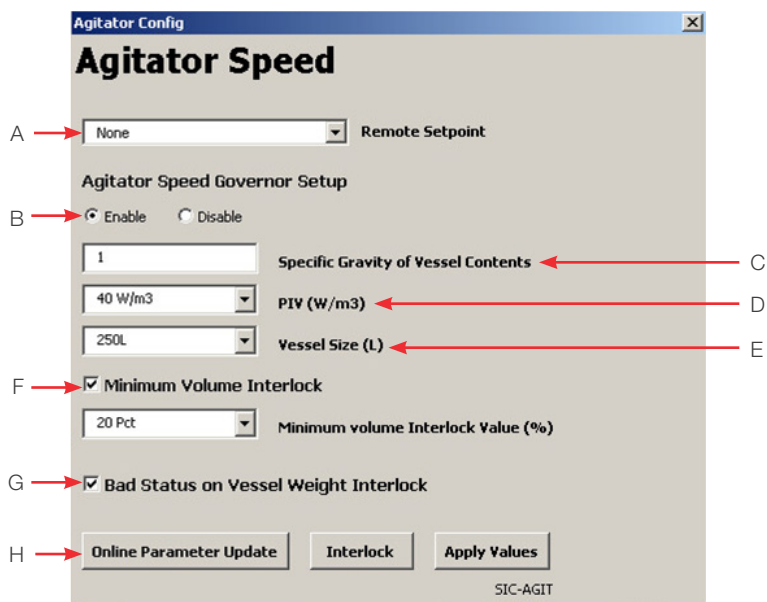 Agitator Config
Agitator Speed
A None Remote Setpoint
Agitator Speed Governor Setup
B Enable Disable
1 Specific Gravity of Vessel Contents C
40 W/m3 PIV (W/m3) D
250L Vessel Size (L) E
F Minimum Volume Interlock
20 Pct Minimum volume Interlock Value (%)
G Bad Status on Vessel Weight Interlock
H Online Parameter Update Interlock Apply Values
SIC-AGIT